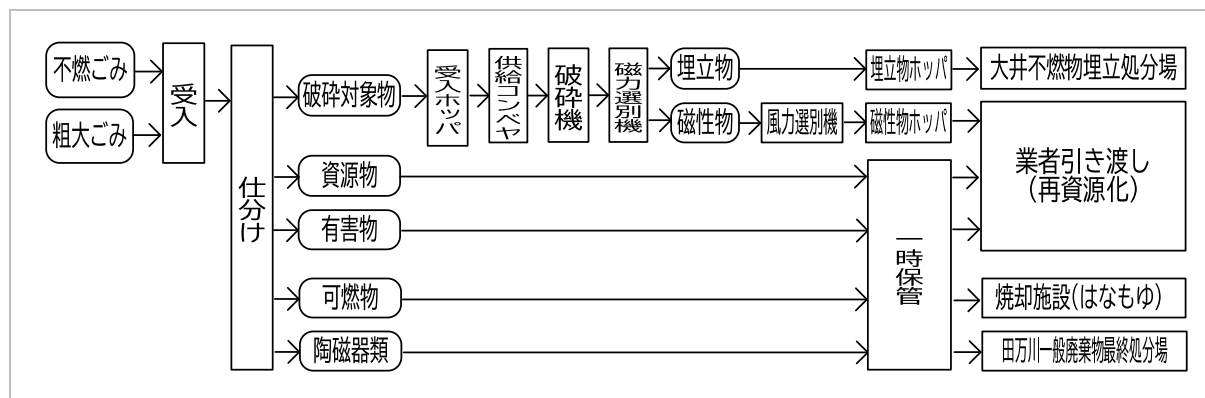 不燃ごみ
粗大ごみ
受入
仕分け
破砕対象物
受入ホッパ
供給コンベヤ
破砕機
磁力選別機
埋立物
埋立物ホッパ
大井不燃物埋立処分場
磁性物
風力選別機
磁性物ホッパ
業者引き渡し
（再資源化）
資源物
有害物
可燃物
陶磁器類
一時保管
焼却施設（はなもゆ）
田万川一般廃棄物最終処分場